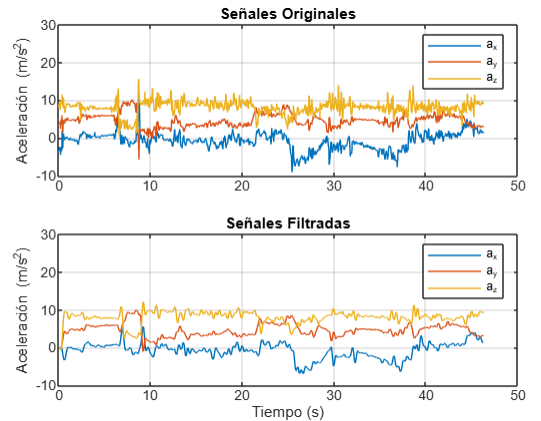 Señales Originales
30
20
10
0
-10
Aceleración (m/s²)
aₓ
aᵧ
a_z
0
10
20
30
40
50
Señales Filtradas
30
20
10
0
-10
Aceleración (m/s²)
aₓ
aᵧ
a_z
0
10
20
30
40
50
Tiempo (s)